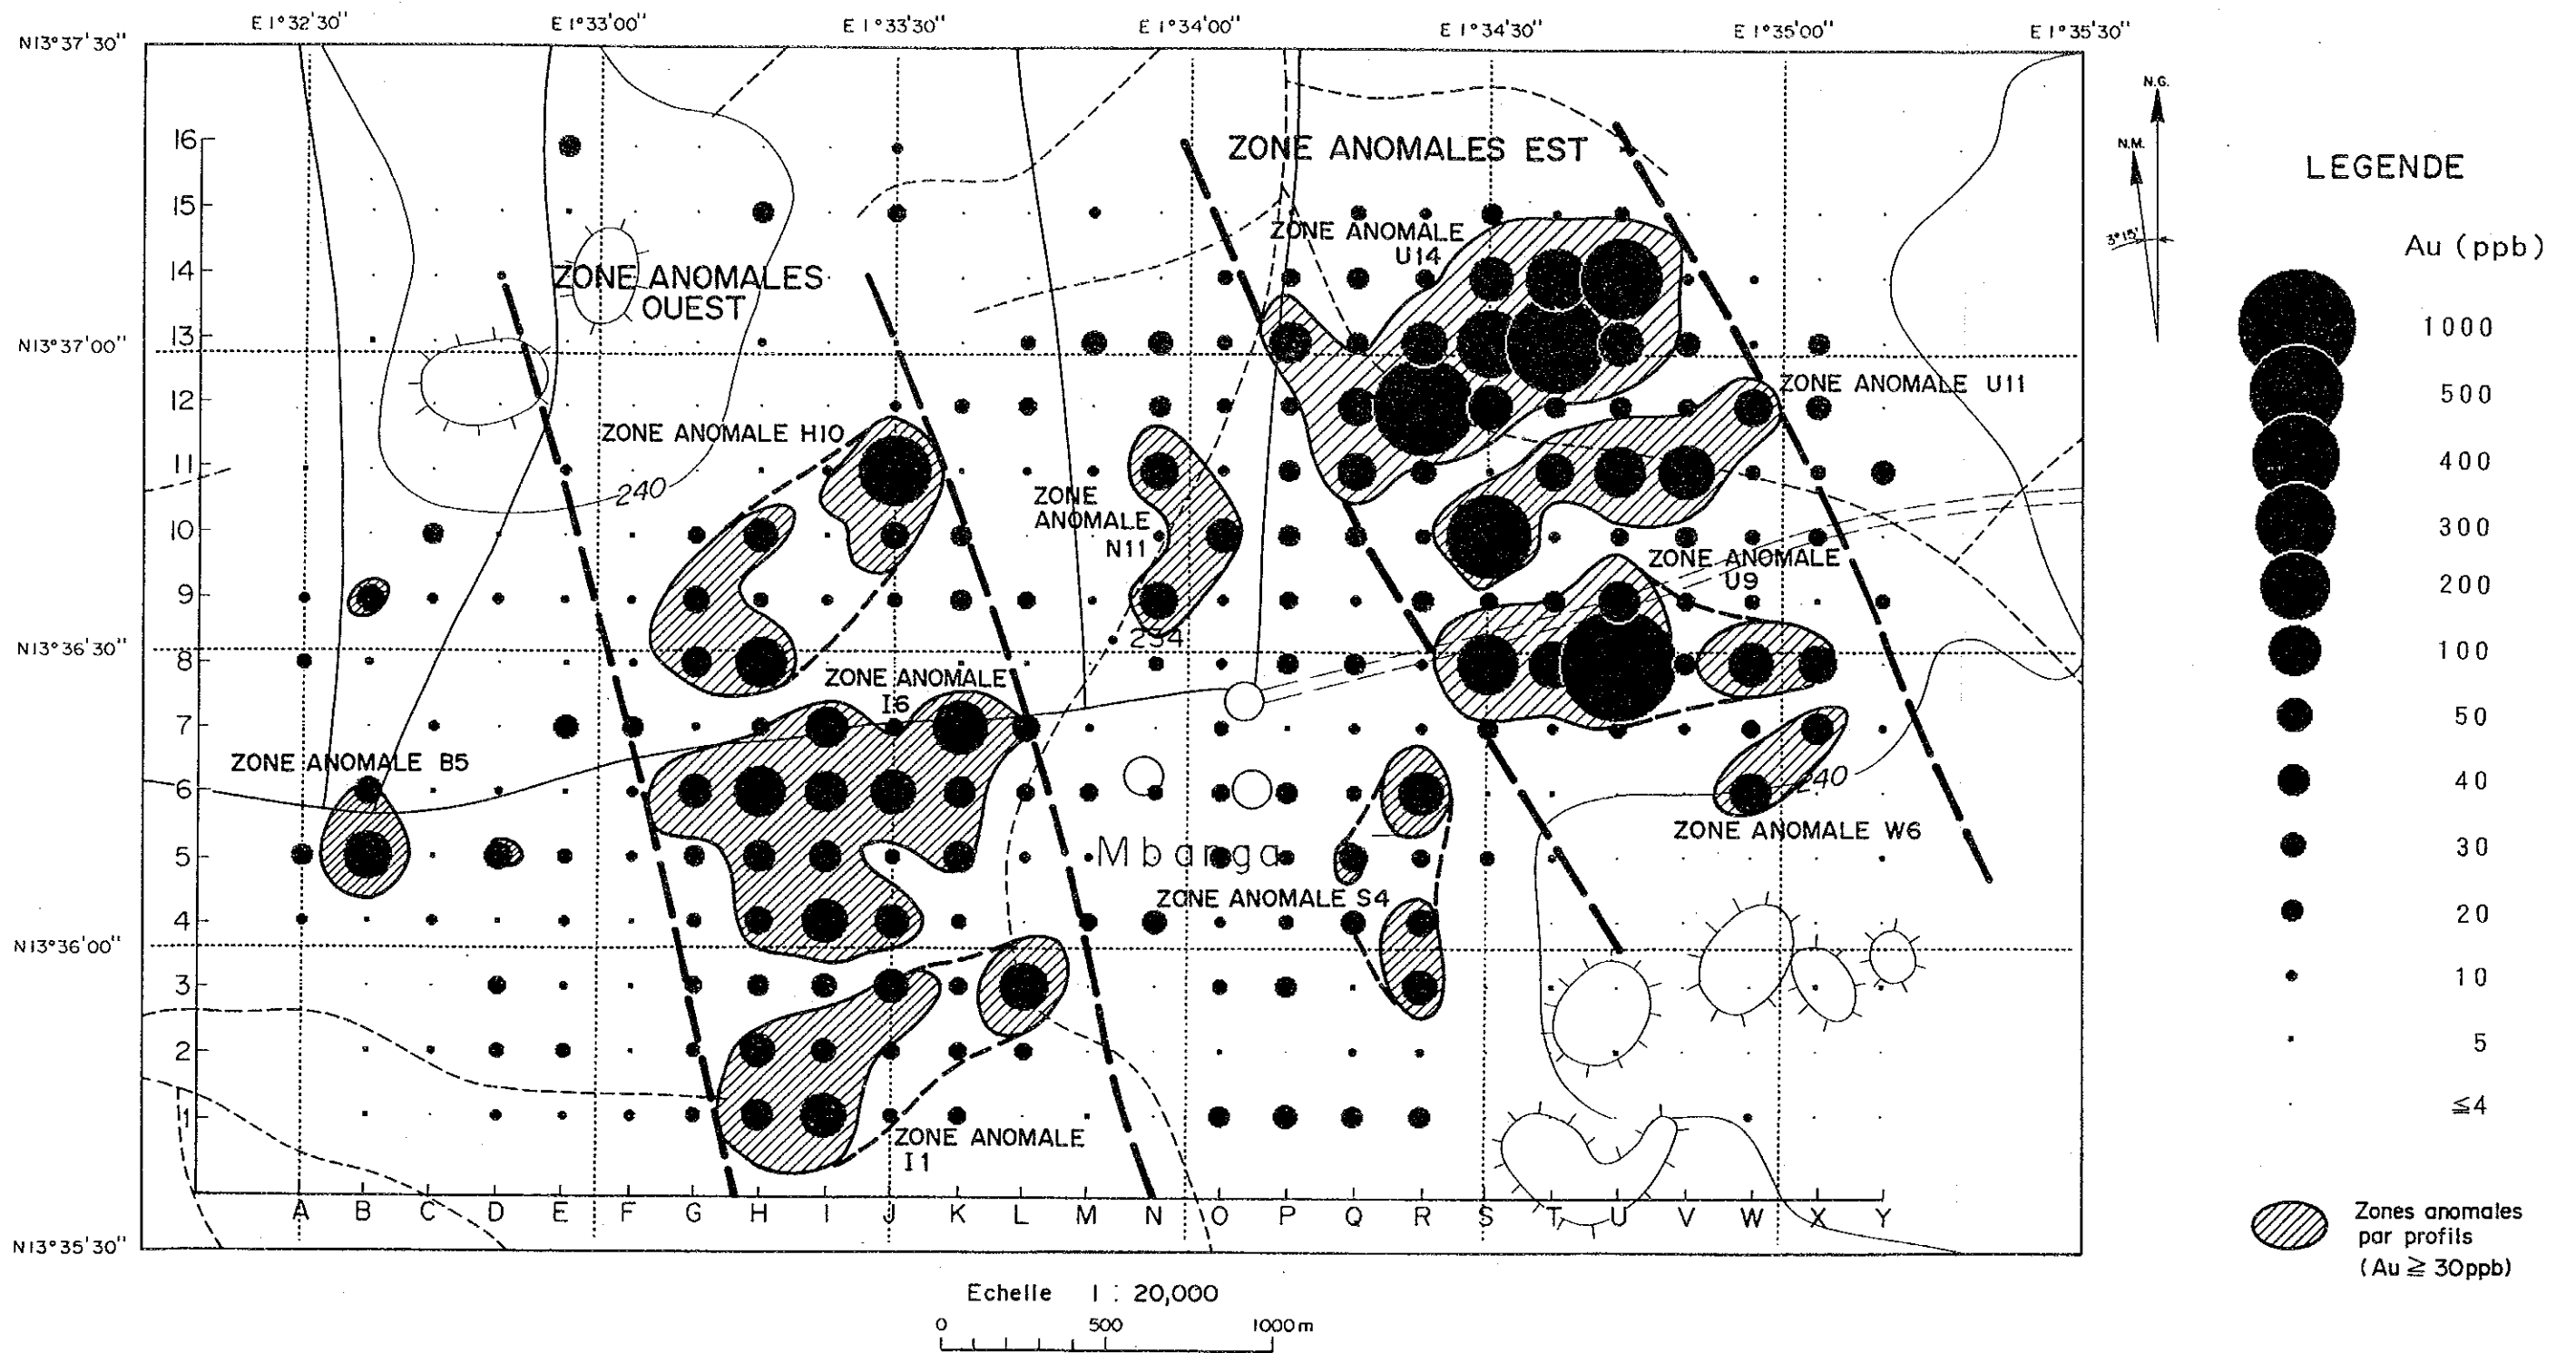 E 1°32'30"
E 1°33'00"
E 1°33'30"
E 1°34'00"
E 1°34'30"
E 1°35'00"
E 1°35'30"
N13°37'30"
N13°37'00"
N13°36'30"
N13°36'00"
N13°35'30"
16
15
14
13
12
11
10
9
8
7
6
5
4
3
2
1
A B C D E F G H I J K L M N O P Q R S T U V W X Y
ZONE ANOMALES EST
ZONE ANOMALE
U14
ZONE ANOMALES
OUEST
ZONE ANOMALE U11
ZONE ANOMALE H10
240
ZONE
ANOMALE
N11
ZONE ANOMALE
U9
234
ZONE ANOMALE
I6
ZONE ANOMALE B5
240
ZONE ANOMALE W6
Mbanga
ZONE ANOMALE S4
ZONE ANOMALE
I1
Echelle 1 : 20,000
0 500 1000m
N.G.
N.M.
3°15'
LEGENDE
Au (ppb)
1000
500
400
300
200
100
50
40
30
20
10
5
≦4
Zones anomales
par profils
(Au ≧ 30ppb)